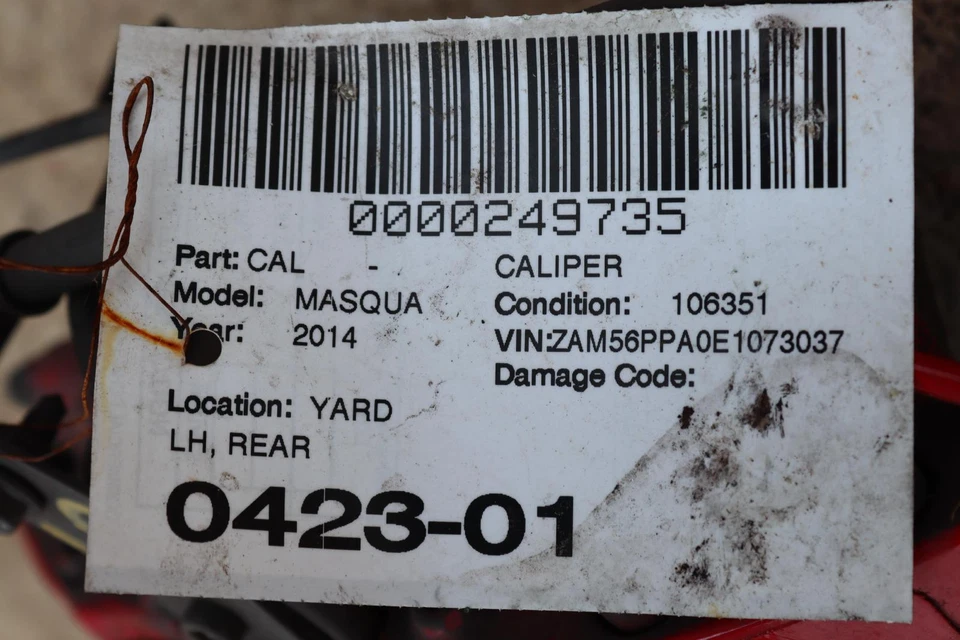 0000249735
Part: CAL - CALIPER
Model: MASQUA Condition: 106351
Year: 2014 VIN:ZAM56PPA0E1073037
Damage Code:
Location: YARD
LH, REAR
0423-01